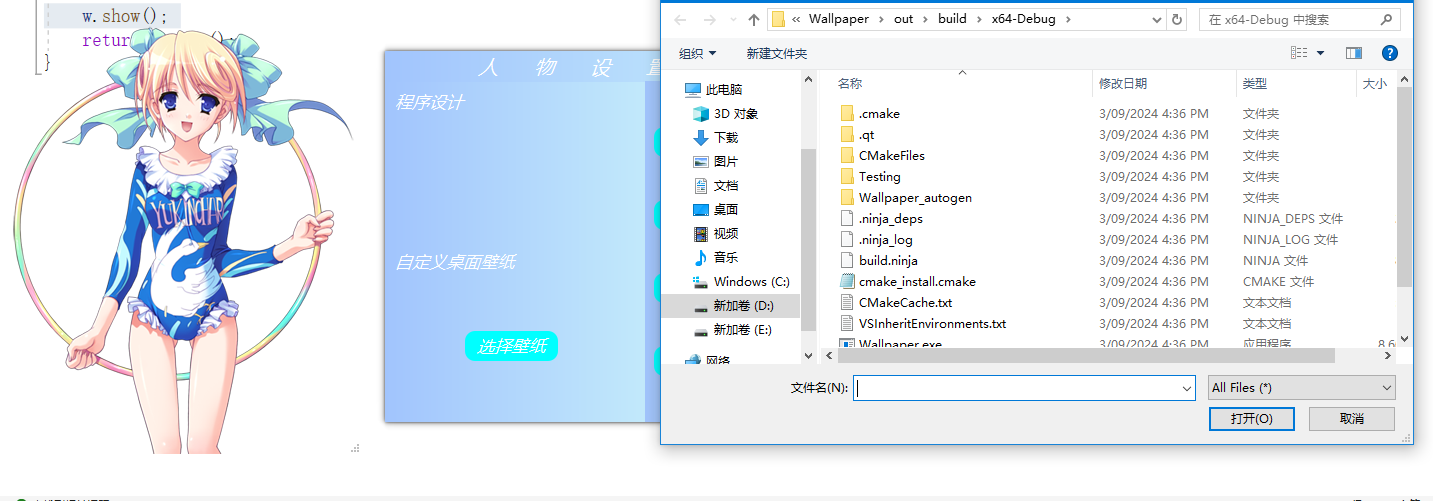 w.show();
retur
}
YUKINCHAR
人 物 设 置
程序设计
自定义桌面壁纸
选择壁纸
« Wallpaper › out › build › x64-Debug ›
在 x64-Debug 中搜索
组织
新建文件夹
此电脑
3D 对象
下载
图片
文档
桌面
视频
音乐
Windows (C:)
新加卷 (D:)
新加卷 (E:)
网络
名称 修改日期 类型 大小
.cmake 3/09/2024 4:36 PM 文件夹
.qt 3/09/2024 4:36 PM 文件夹
CMakeFiles 3/09/2024 4:36 PM 文件夹
Testing 3/09/2024 4:36 PM 文件夹
Wallpaper_autogen 3/09/2024 4:36 PM 文件夹
.ninja_deps 3/09/2024 4:36 PM NINJA_DEPS 文件
.ninja_log 3/09/2024 4:36 PM NINJA_LOG 文件
build.ninja 3/09/2024 4:36 PM NINJA 文件
cmake_install.cmake 3/09/2024 4:36 PM CMAKE 文件
CMakeCache.txt 3/09/2024 4:36 PM 文本文档
VSInheritEnvironments.txt 3/09/2024 4:36 PM 文本文档
Wallpaper.exe 3/09/2024 4:36 PM 应用程序 8,6
文件名(N):
All Files (*)
打开(O)
取消